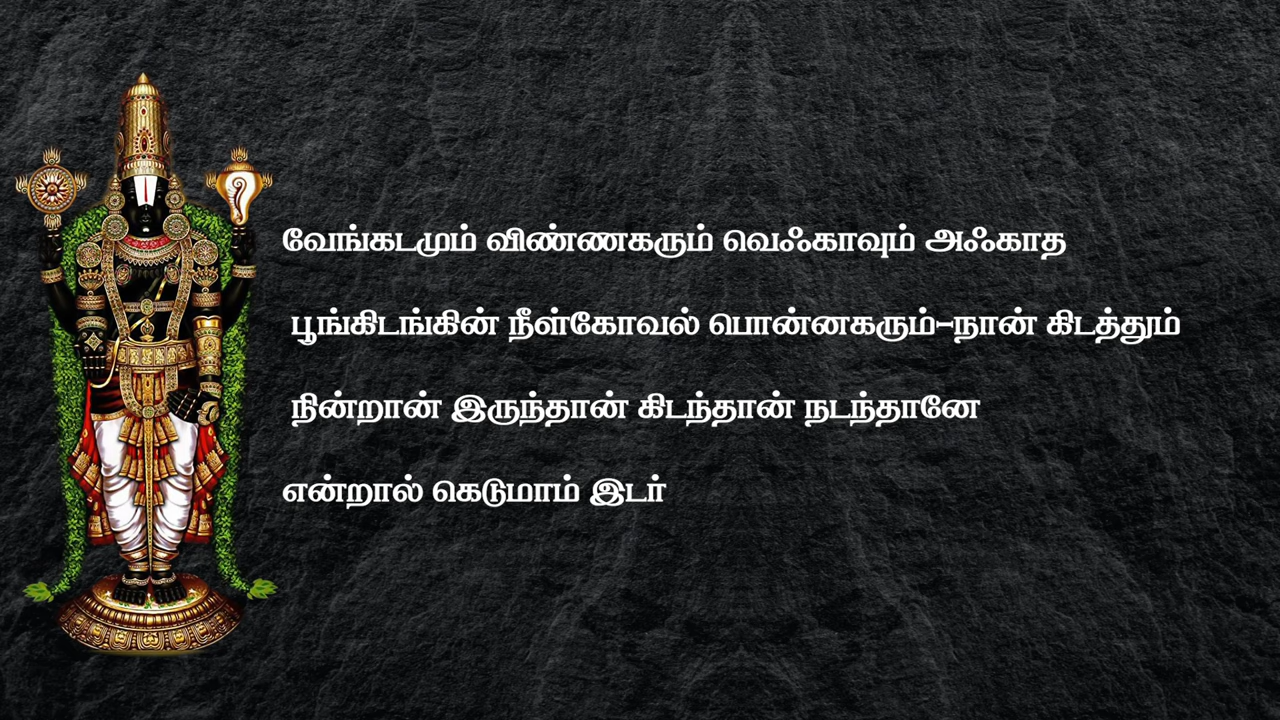 வேங்கடமும் விண்ணகரும் வெஃகாவும் அஃகாத
பூங்கிடங்கின் நீள்கோவல் பொன்னகரும்-நான் கிடத்தும்
நின்றான் இருந்தான் கிடந்தான் நடந்தானே
என்றால் கெடுமாம் இடர்